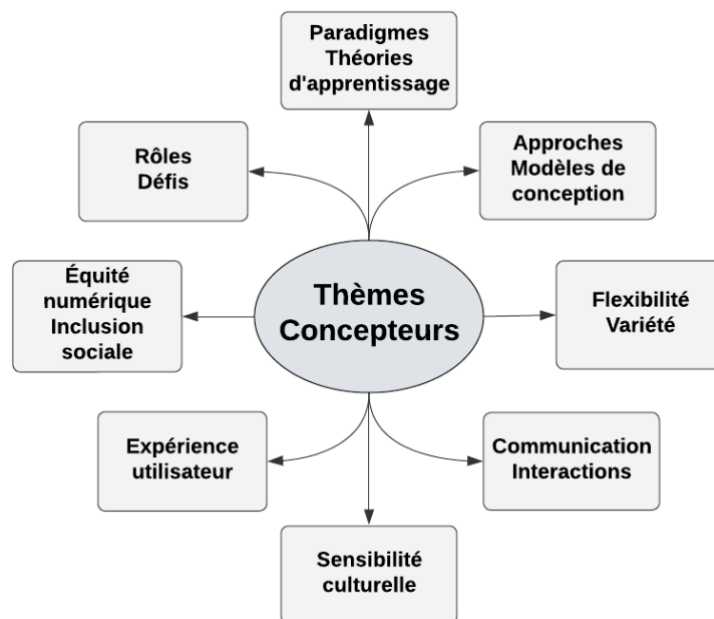 Paradigmes
Théories
d'apprentissage
Rôles
Défis
Approches
Modèles de
conception
Équité
numérique
Inclusion
sociale
Thèmes
Concepteurs
Flexibilité
Variété
Expérience
utilisateur
Communication
Interactions
Sensibilité
culturelle